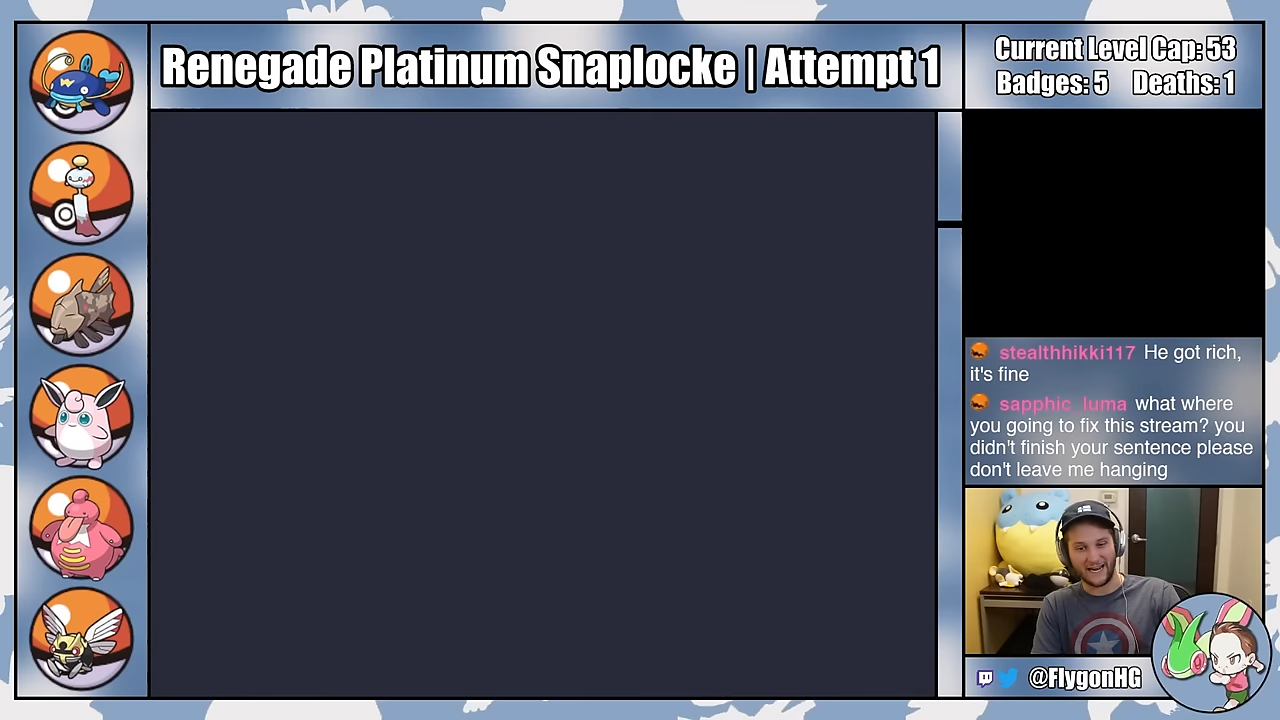 Renegade Platinum Snaplocke | Attempt 1
Current Level Cap: 53
Badges: 5 Deaths: 1
stealthhikki117 He got rich,
it's fine
sapphic_luma what where
you going to fix this stream? you
didn't finish your sentence please
don't leave me hanging
@FlygonHG